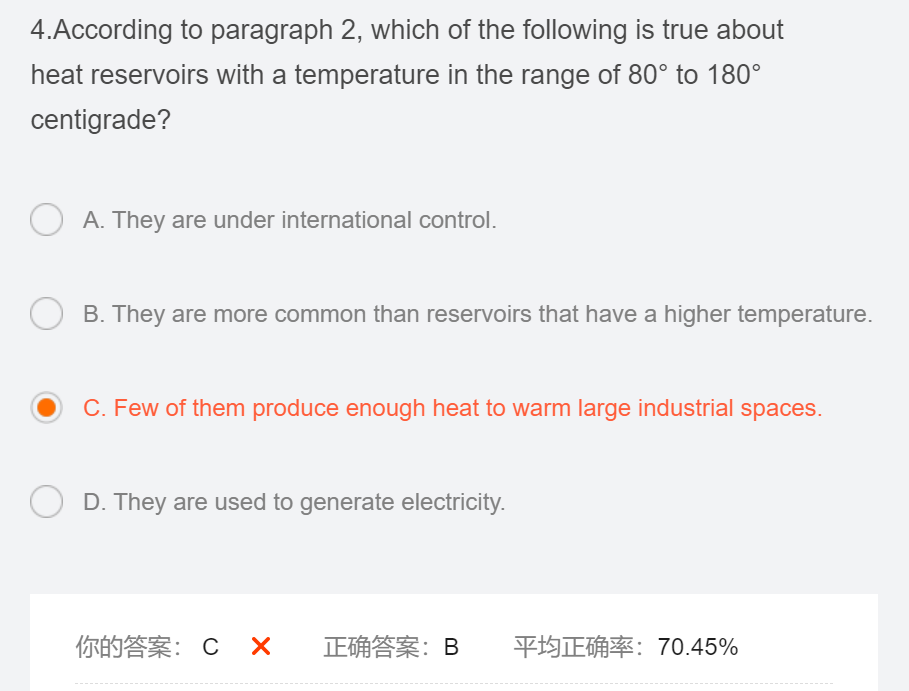 4.According to paragraph 2, which of the following is true about
heat reservoirs with a temperature in the range of 80° to 180°
centigrade?
A. They are under international control.
B. They are more common than reservoirs that have a higher temperature.
C. Few of them produce enough heat to warm large industrial spaces.
D. They are used to generate electricity.
你的答案： C 正确答案：B 平均正确率：70.45%